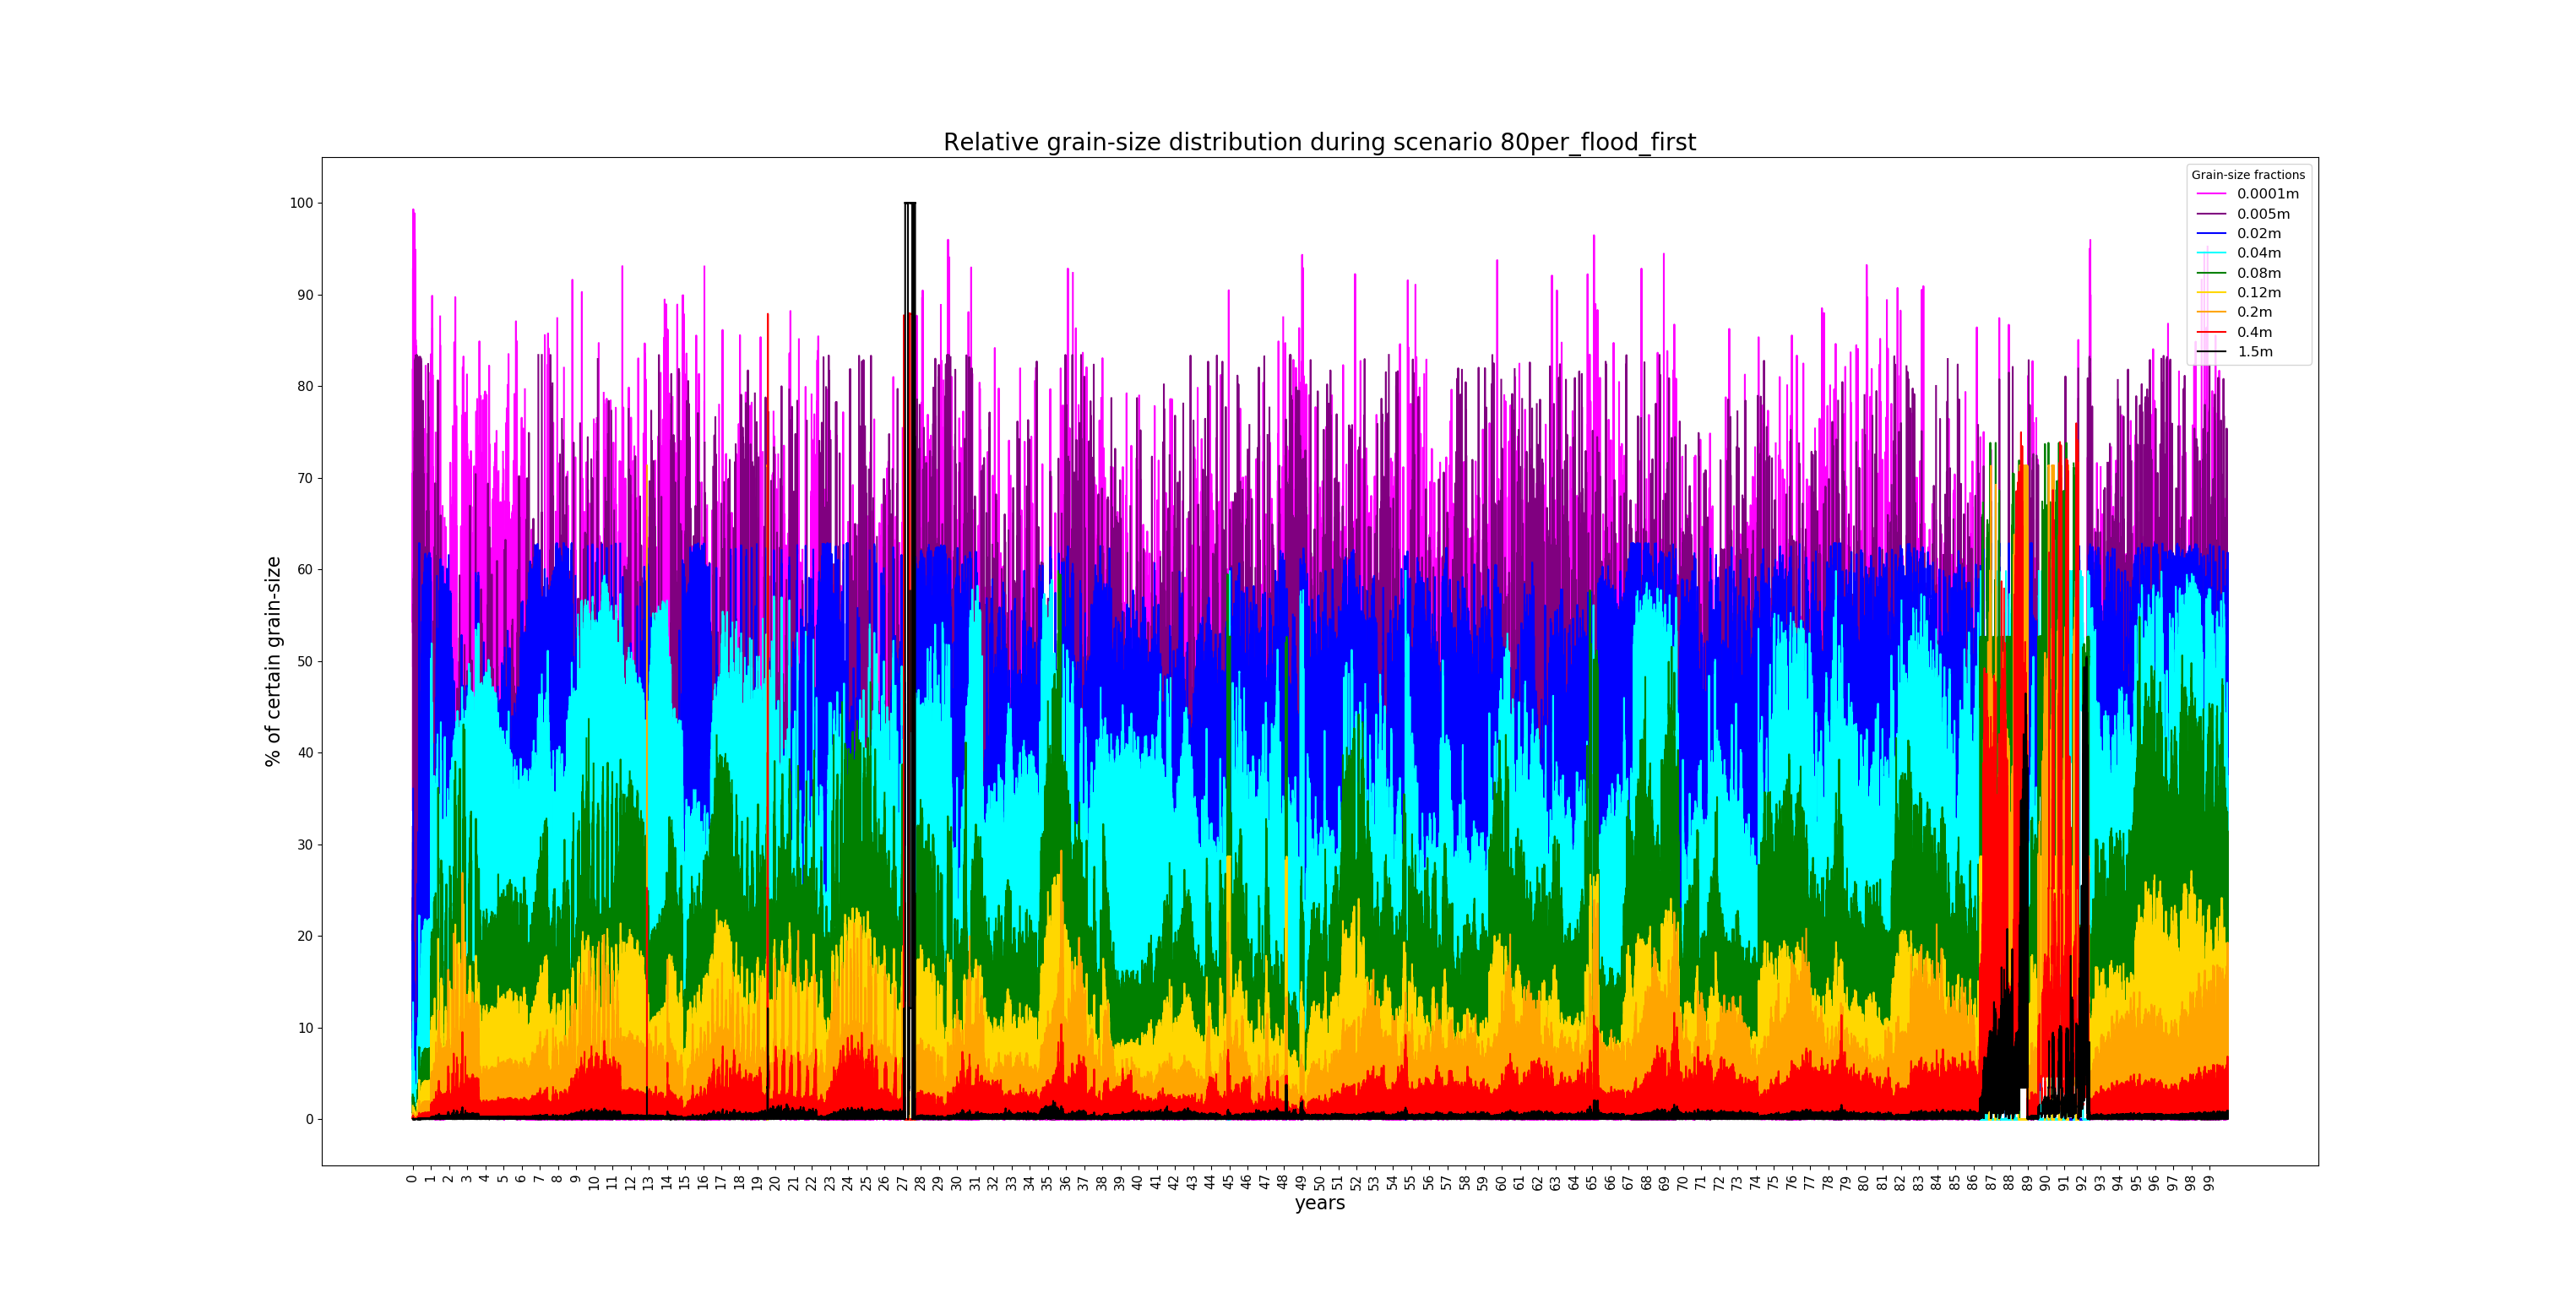 Relative grain-size distribution during scenario 80per_flood_first
Grain-size fractions
0.0001m
0.005m
0.02m
0.04m
0.08m
0.12m
0.2m
0.4m
1.5m
% of certain grain-size
100
90
80
70
60
50
40
30
20
10
0
0 1 2 3 4 5 6 7 8 9 10 11 12 13 14 15 16 17 18 19 20 21 22 23 24 25 26 27 28 29 30 31 32 33 34 35 36 37 38 39 40 41 42 43 44 45 46 47 48 49 50 51 52 53 54 55 56 57 58 59 60 61 62 63 64 65 66 67 68 69 70 71 72 73 74 75 76 77 78 79 80 81 82 83 84 85 86 87 88 89 90 91 92 93 94 95 96 97 98 99
years